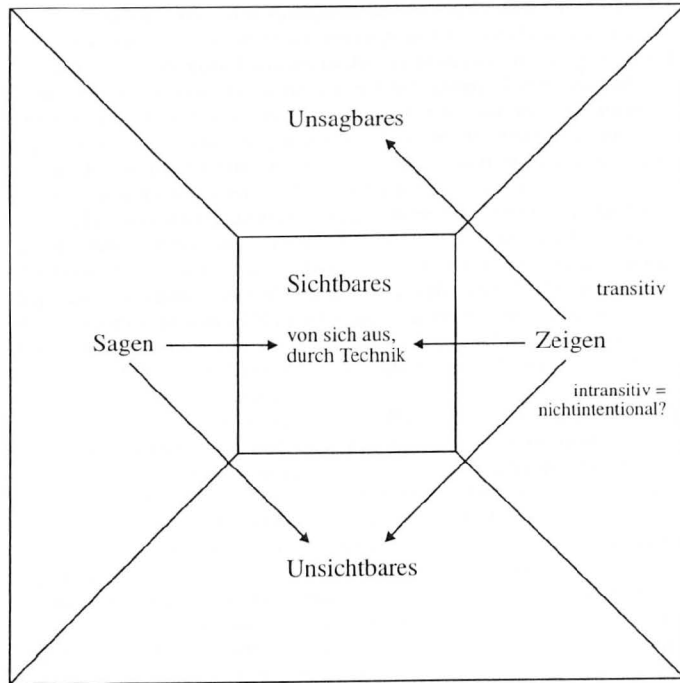 Unsagbares
Sichtbares
transitiv
Sagen
von sich aus,
durch Technik
Zeigen
intransitiv =
nichtintentional?
Unsichtbares